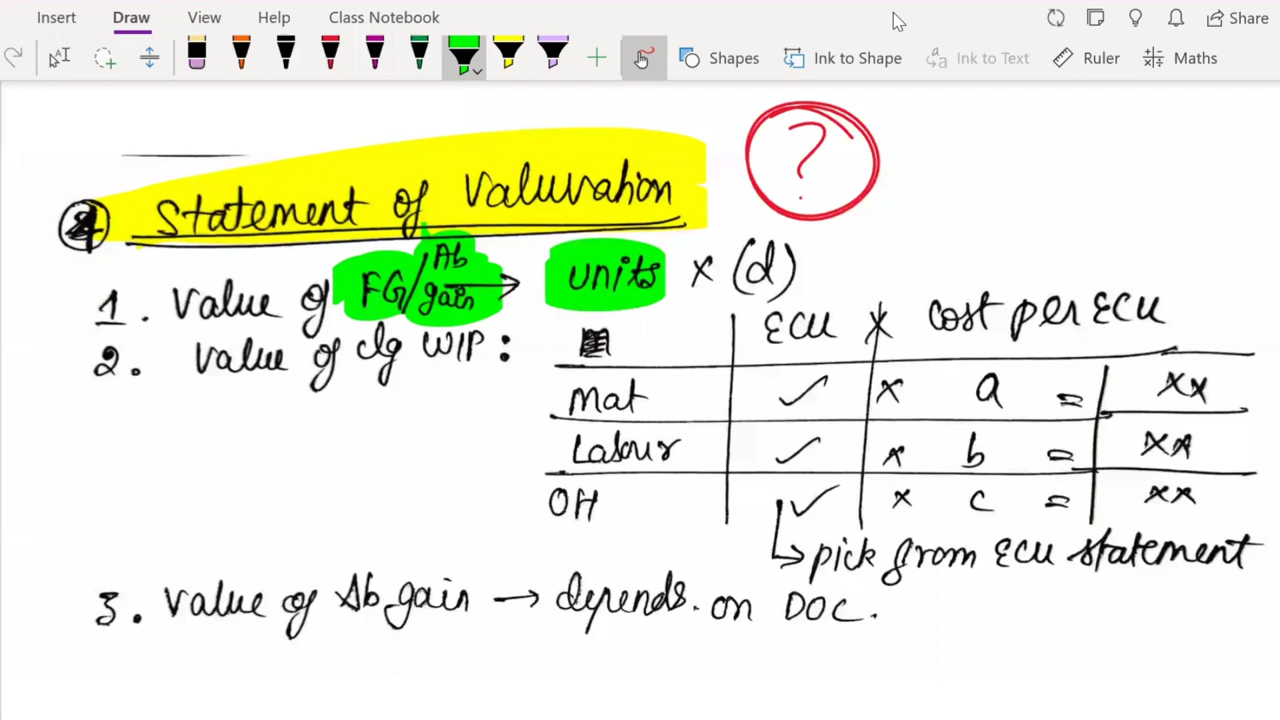 Insert Draw View Help Class Notebook Share
Shapes Ink to Shape Ink to Text Ruler Maths
?
Statement of Valuvation
1. Value of FG/Ab gain → units × (d)
2. Value of clg WIP :
ECU × cost per ECU
Mat ✓ × a = xx
Labour ✓ × b = xx
OH ✓ × c = xx
↳ pick from ECU statement
3. Value of Ab gain → depends. on DOC.